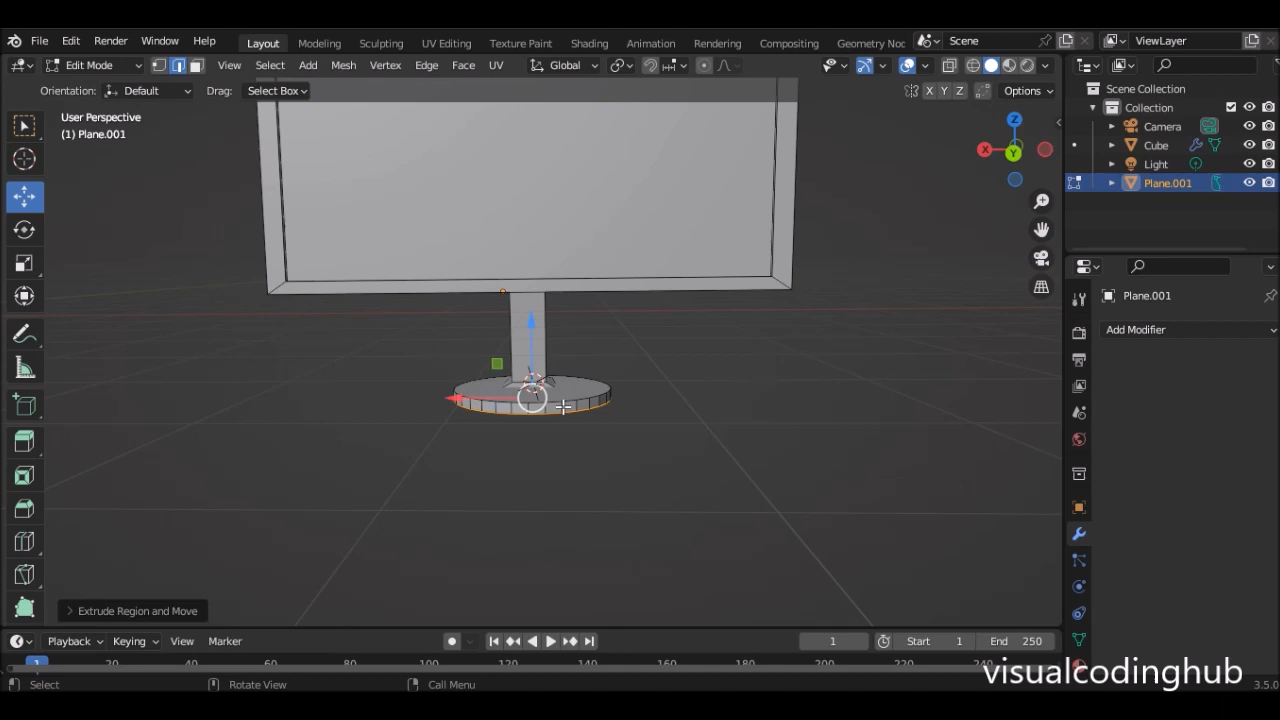 File Edit Render Window Help Layout Modeling Sculpting UV Editing Texture Paint Shading Animation Rendering Compositing Geometry Noc Scene ViewLayer
Edit Mode View Select Add Mesh Vertex Edge Face UV Global
Orientation: Default Drag: Select Box X Y Z Options
Scene Collection
Collection
Camera
Cube
Light
Plane.001
User Perspective
(1) Plane.001
Z
X
Y
Plane.001
Add Modifier
Extrude Region and Move
Playback Keying View Marker 1 Start 1 End 250
1 20 40 60 80 100 120 140 160 180 200 220 240
Select Rotate View Call Menu 3.5.0
visualcodinghub